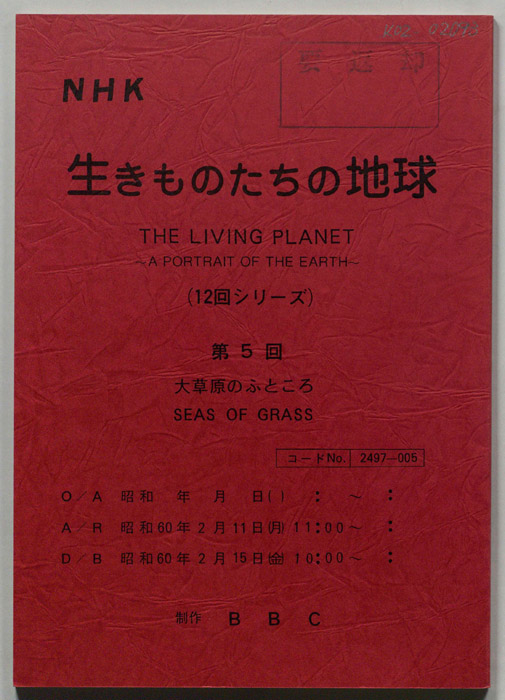 NHK
生きものたちの地球
THE LIVING PLANET
～A PORTRAIT OF THE EARTH～
(12回シリーズ)
第 5 回
大草原のふところ
SEAS OF GRASS
コードNo. 2497—005
O/A 昭和 年 月 日( ) : ～ :
A/R 昭和60年2月11日(月) 11:00～ :
D/B 昭和60年2月15日(金) 10:00～ :
制作 BBC